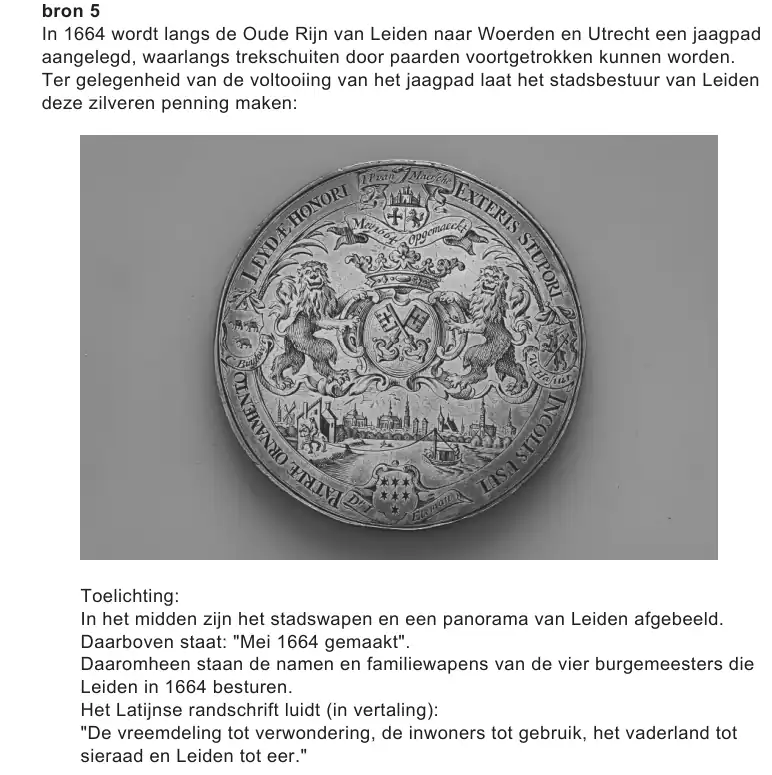 bron 5
In 1664 wordt langs de Oude Rijn van Leiden naar Woerden en Utrecht een jaagpad
aangelegd, waarlangs trekschuiten door paarden voortgetrokken kunnen worden.
Ter gelegenheid van de voltooiing van het jaagpad laat het stadsbestuur van Leiden
deze zilveren penning maken:
LEYDÆ HONORI
EXTERIS STUPORI
INCOLIS USUI
PATRIÆ ORNAMENTO
Mey 1664 Opgemaeckt
Toelichting:
In het midden zijn het stadswapen en een panorama van Leiden afgebeeld.
Daarboven staat: "Mei 1664 gemaakt".
Daaromheen staan de namen en familiewapens van de vier burgemeesters die
Leiden in 1664 besturen.
Het Latijnse randschrift luidt (in vertaling):
"De vreemdeling tot verwondering, de inwoners tot gebruik, het vaderland tot
sieraad en Leiden tot eer."